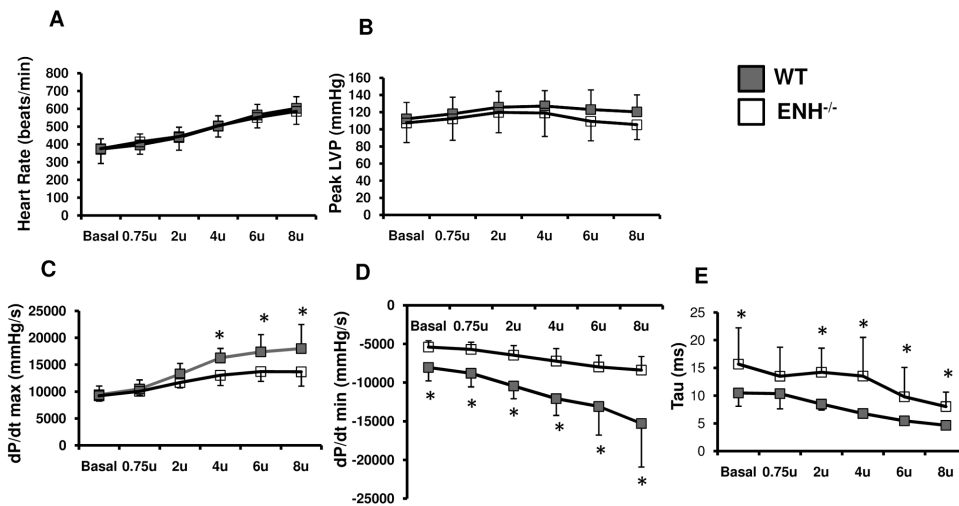 A
Heart Rate (beats/min)
800
700
600
500
400
300
200
100
0
Basal 0.75u 2u 4u 6u 8u
B
Peak LVP (mmHg)
160
140
120
100
80
60
40
20
0
Basal 0.75u 2u 4u 6u 8u
WT
ENH-/-
C
dP/dt max (mmHg/s)
25000
20000
15000
10000
5000
0
* * *
Basal 0.75u 2u 4u 6u 8u
D
dP/dt min (mmHg/s)
0
-5000
-10000
-15000
-20000
-25000
Basal 0.75u 2u 4u 6u 8u
* * * * * *
E
Tau (ms)
25
20
15
10
5
0
* * * * *
Basal 0.75u 2u 4u 6u 8u